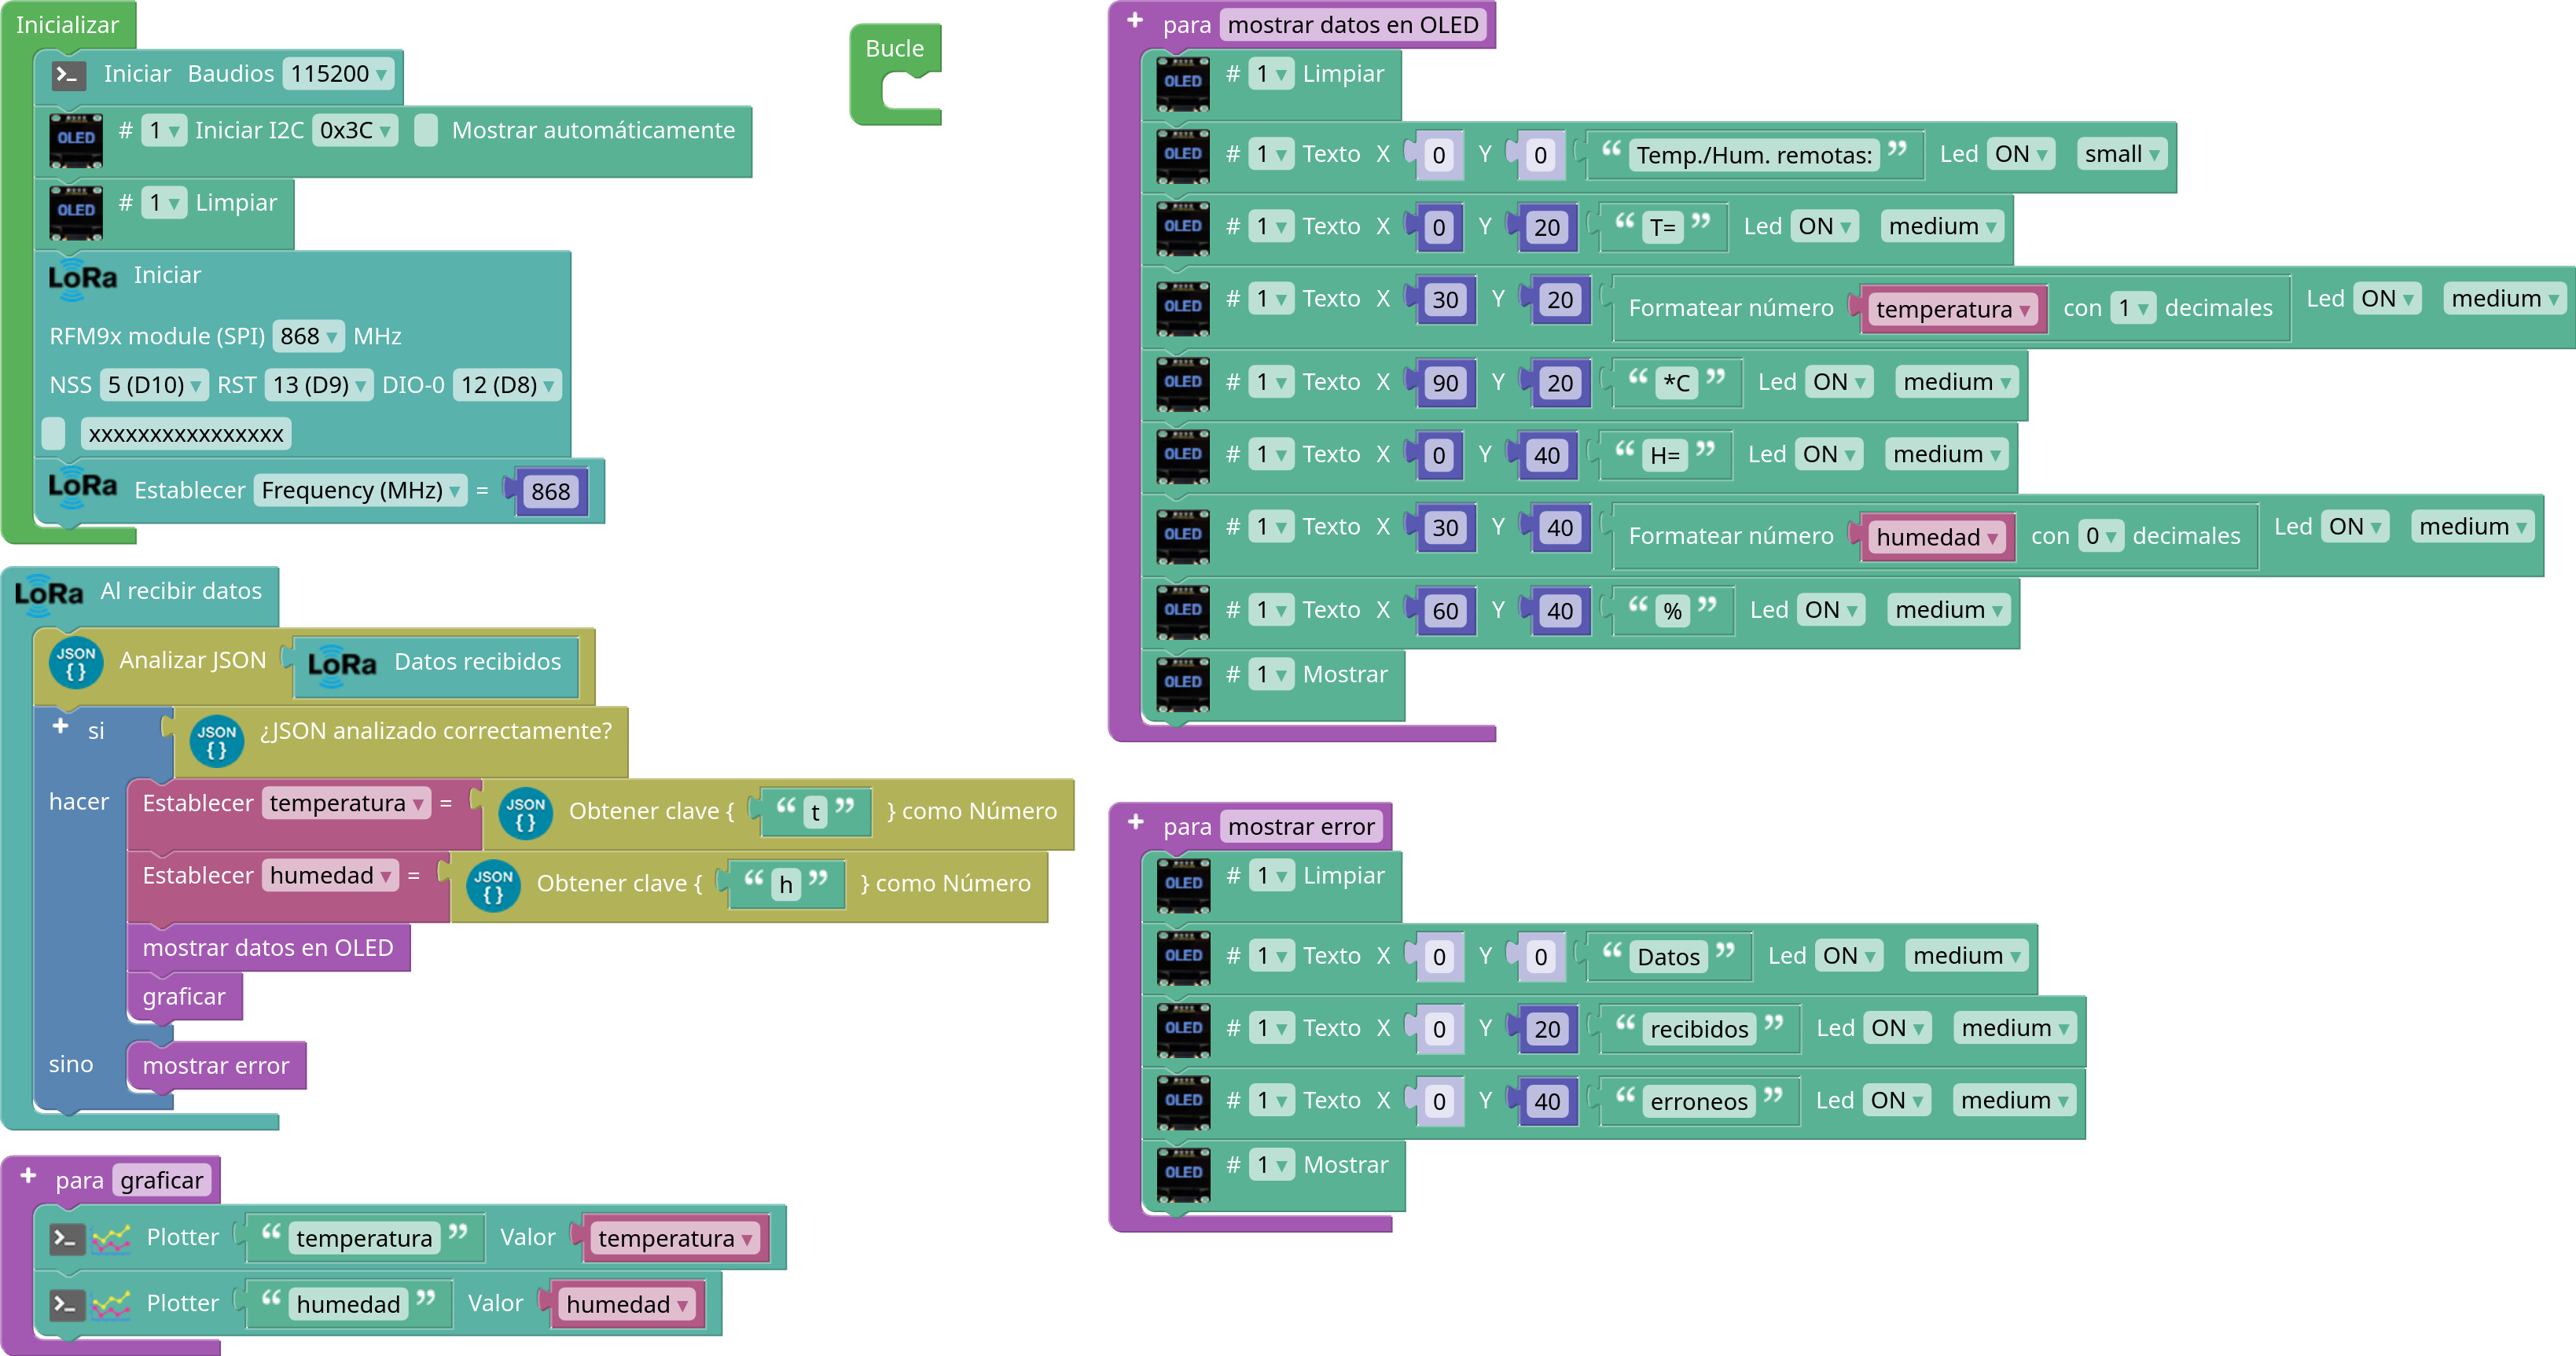 Inicializar
Iniciar Baudios 115200
OLED # 1 Iniciar I2C 0x3C Mostrar automáticamente
OLED # 1 Limpiar
LoRa Iniciar
RFM9x module (SPI) 868 MHz
NSS 5 (D10) RST 13 (D9) DIO-0 12 (D8)
xxxxxxxxxxxxxxxx
LoRa Establecer Frequency (MHz) = 868
Bucle
LoRa Al recibir datos
JSON { } Analizar JSON LoRa Datos recibidos
+ si JSON { } ¿JSON analizado correctamente?
hacer Establecer temperatura = JSON { } Obtener clave { “ t ” } como Número
Establecer humedad = JSON { } Obtener clave { “ h ” } como Número
mostrar datos en OLED
graficar
sino mostrar error
+ para graficar
Plotter “ temperatura ” Valor temperatura
Plotter “ humedad ” Valor humedad
+ para mostrar datos en OLED
OLED # 1 Limpiar
OLED # 1 Texto X 0 Y 0 “ Temp./Hum. remotas: ” Led ON small
OLED # 1 Texto X 0 Y 20 “ T= ” Led ON medium
OLED # 1 Texto X 30 Y 20 Formatear número temperatura con 1 decimales Led ON medium
OLED # 1 Texto X 90 Y 20 “ *C ” Led ON medium
OLED # 1 Texto X 0 Y 40 “ H= ” Led ON medium
OLED # 1 Texto X 30 Y 40 Formatear número humedad con 0 decimales Led ON medium
OLED # 1 Texto X 60 Y 40 “ % ” Led ON medium
OLED # 1 Mostrar
+ para mostrar error
OLED # 1 Limpiar
OLED # 1 Texto X 0 Y 0 “ Datos ” Led ON medium
OLED # 1 Texto X 0 Y 20 “ recibidos ” Led ON medium
OLED # 1 Texto X 0 Y 40 “ erroneos ” Led ON medium
OLED # 1 Mostrar